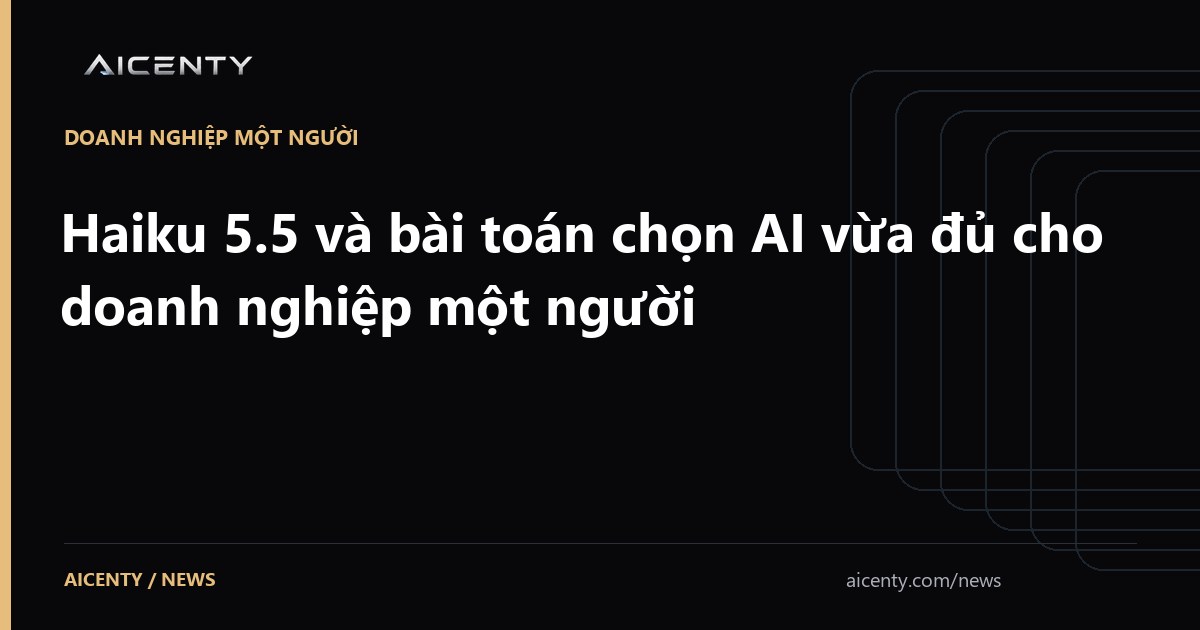 AICENTY
DOANH NGHIỆP MỘT NGƯỜI
Haiku 5.5 và bài toán chọn AI vừa đủ cho
doanh nghiệp một người
AICENTY / NEWS
aicenty.com/news